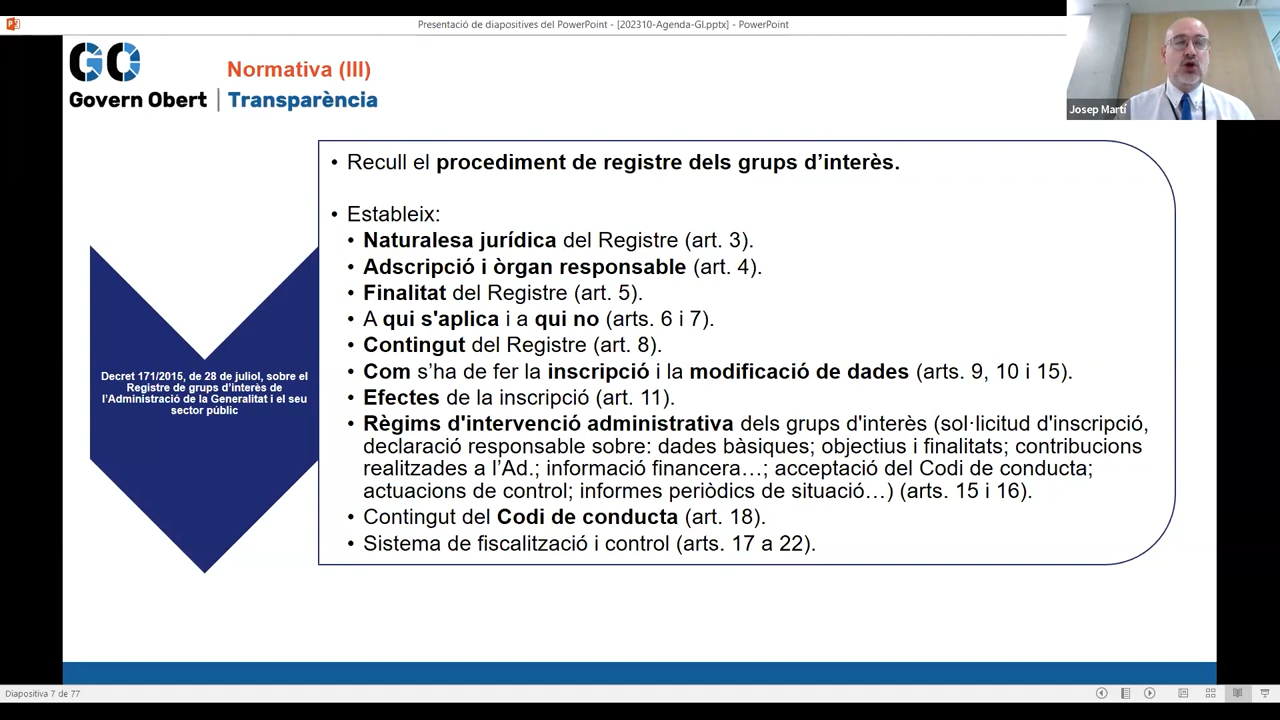 Presentació de diapositives del PowerPoint - [202310-Agenda-GI.pptx] - PowerPoint
GO
Normativa (III)
Govern Obert | Transparència
Josep Martí
• Recull el procediment de registre dels grups d’interès.
• Estableix:
• Naturalesa jurídica del Registre (art. 3).
• Adscripció i òrgan responsable (art. 4).
• Finalitat del Registre (art. 5).
• A qui s'aplica i a qui no (arts. 6 i 7).
• Contingut del Registre (art. 8).
• Com s’ha de fer la inscripció i la modificació de dades (arts. 9, 10 i 15).
• Efectes de la inscripció (art. 11).
• Règims d'intervenció administrativa dels grups d'interès (sol·licitud d'inscripció,
declaració responsable sobre: dades bàsiques; objectius i finalitats; contribucions
realitzades a l’Ad.; informació financera…; acceptació del Codi de conducta;
actuacions de control; informes periòdics de situació…) (arts. 15 i 16).
• Contingut del Codi de conducta (art. 18).
• Sistema de fiscalització i control (arts. 17 a 22).
Decret 171/2015, de 28 de juliol, sobre el
Registre de grups d’interès de
l’Administració de la Generalitat i el seu
sector públic
Diapositiva 7 de 77